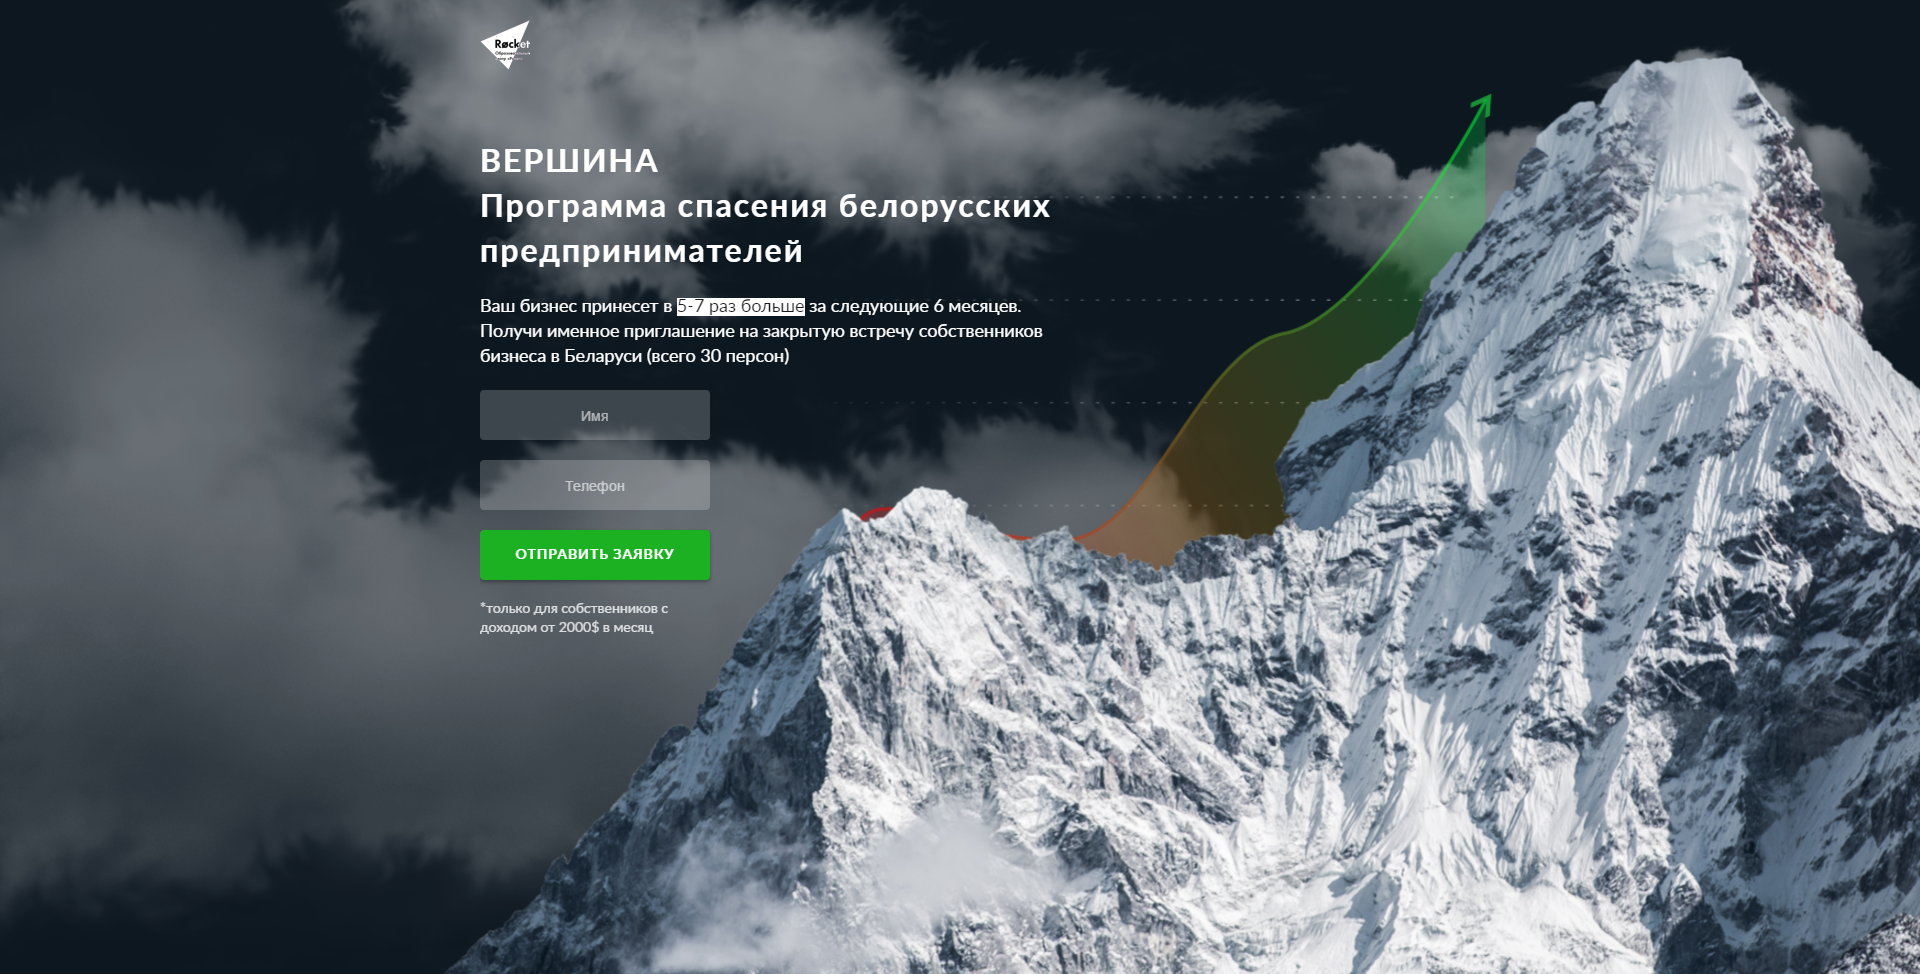 Røcket
ВЕРШИНА
Программа спасения белорусских
предпринимателей
Ваш бизнес принесет в 5-7 раз больше за следующие 6 месяцев.
Получи именное приглашение на закрытую встречу собственников
бизнеса в Беларуси (всего 30 персон)
Имя
Телефон
ОТПРАВИТЬ ЗАЯВКУ
*только для собственников с
доходом от 2000$ в месяц